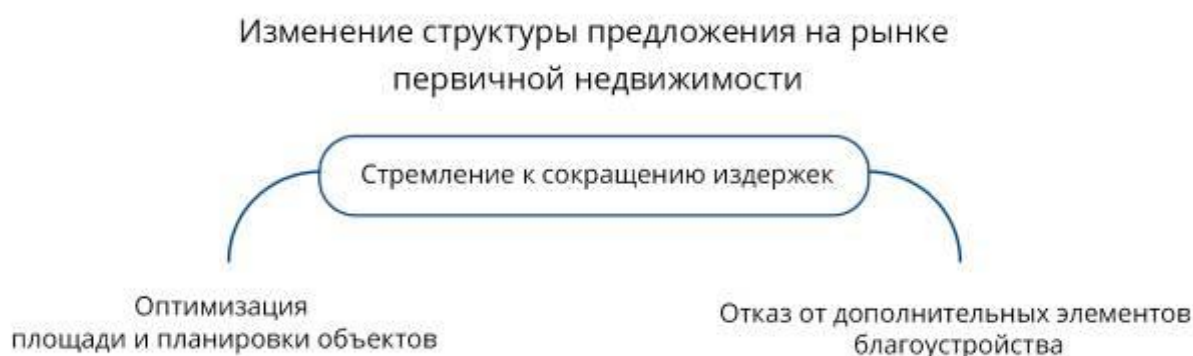 Изменение структуры предложения на рынке
первичной недвижимости
Стремление к сокращению издержек
Оптимизация
площади и планировки объектов
Отказ от дополнительных элементов
благоустройства